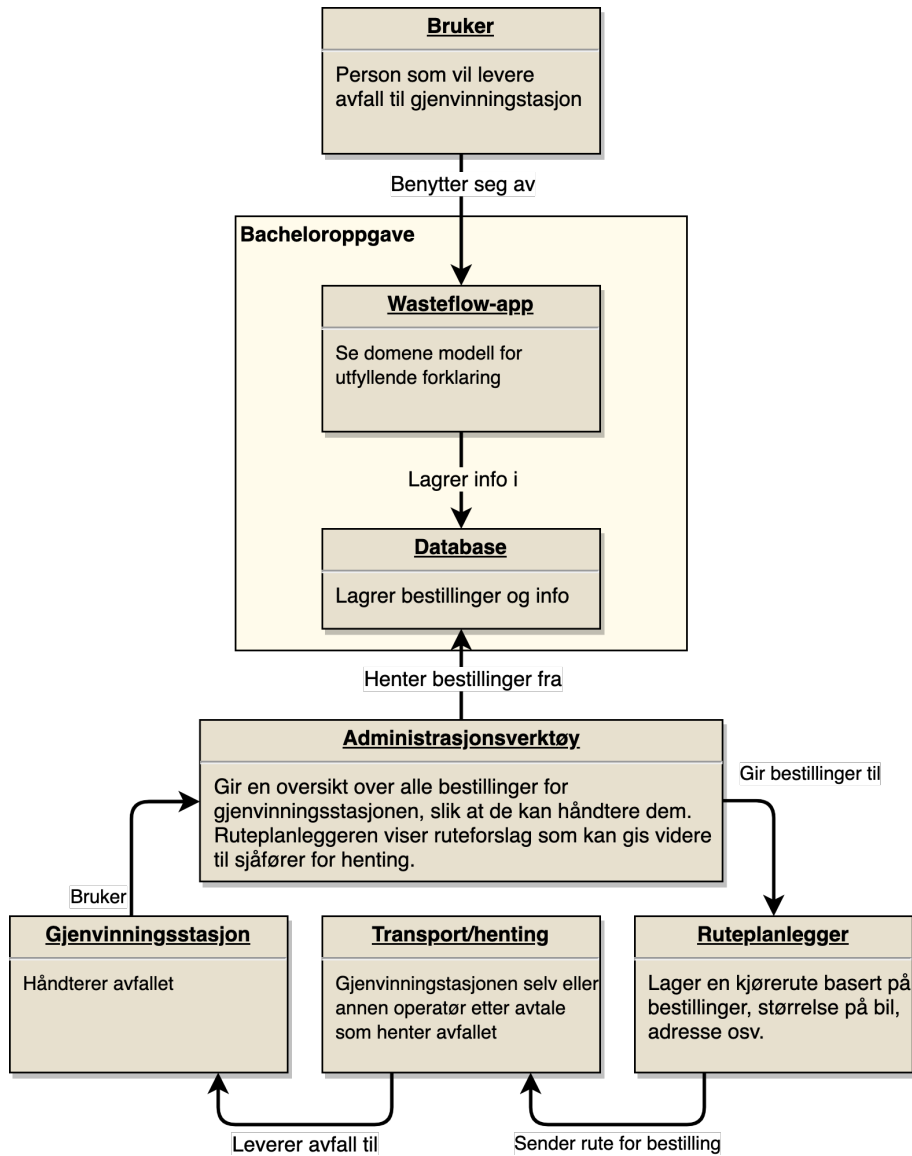 Bruker
Person som vil levere
avfall til gjenvinningstasjon
Benytter seg av
Bacheloroppgave
Wasteflow-app
Se domene modell for
utfyllende forklaring
Lagrer info i
Database
Lagrer bestillinger og info
Henter bestillinger fra
Administrasjonsverktøy
Gir en oversikt over alle bestillinger for
gjenvinningsstasjonen, slik at de kan håndtere dem.
Ruteplanleggeren viser ruteforslag som kan gis videre
til sjåfører for henting.
Gir bestillinger til
Bruker
Gjenvinningsstasjon
Håndterer avfallet
Transport/henting
Gjenvinningstasjonen selv eller
annen operatør etter avtale
som henter avfallet
Ruteplanlegger
Lager en kjørerute basert på
bestillinger, størrelse på bil,
adresse osv.
Leverer avfall til
Sender rute for bestilling